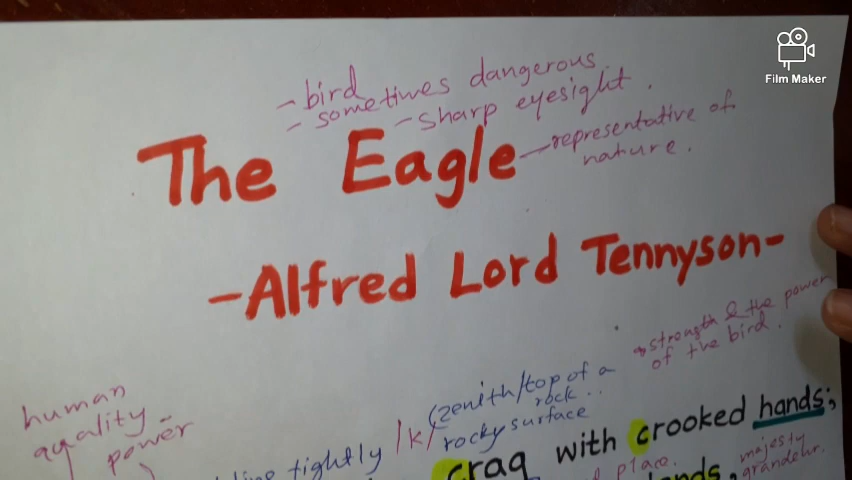 Film Maker
- bird
- sometimes dangerous
- sharp eyesight.
The Eagle
- representative of
nature.
-Alfred Lord Tennyson-
strength & the power
of the bird.
human
quality
power
(zenith/top of a
rock..
rocky surface
tightly /k/
crag with crooked hands;
place.
majesty